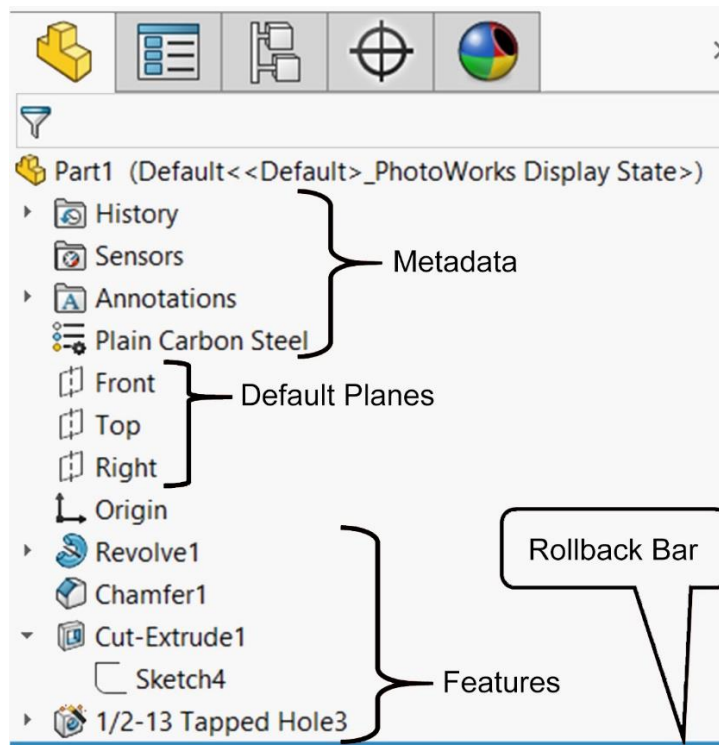 Part1 (Default<<Default>_PhotoWorks Display State>)
History
Sensors
Metadata
A Annotations
Plain Carbon Steel
Front
Default Planes
Top
Right
Origin
Revolve1
Rollback Bar
Chamfer1
Cut-Extrude1
Sketch4
Features
1/2-13 Tapped Hole3